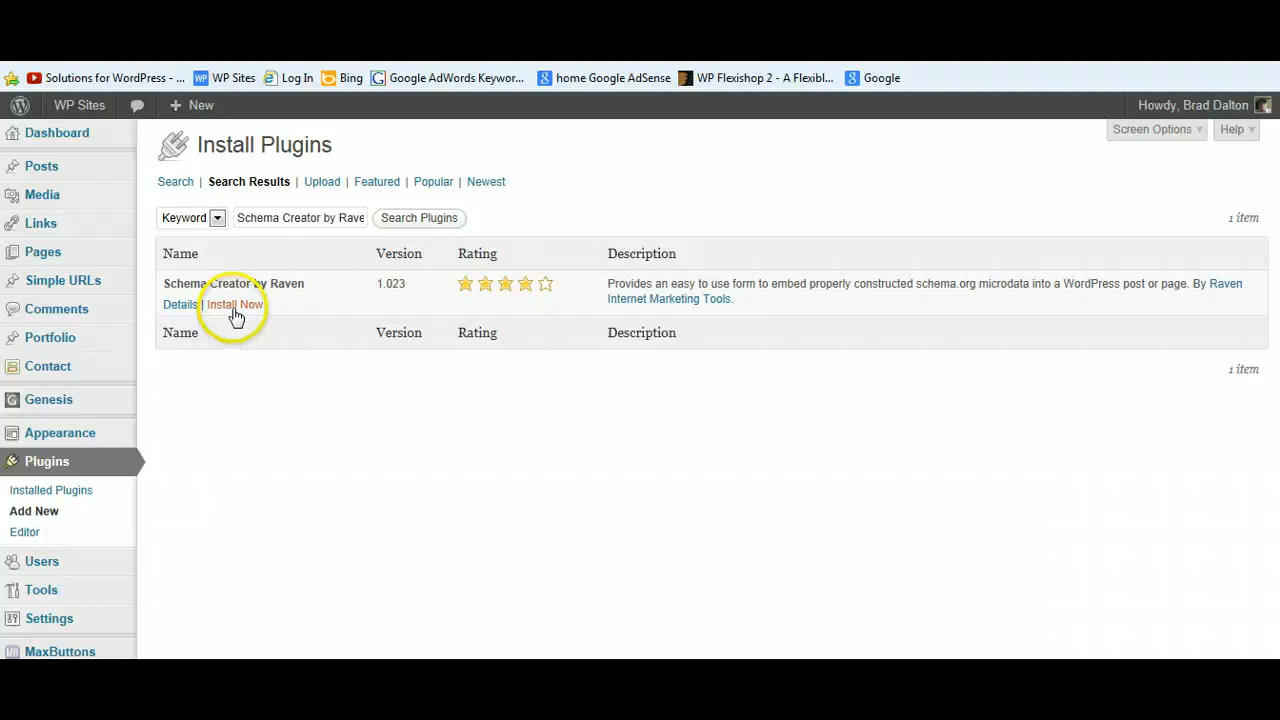 Solutions for WordPress - ... WP Sites Log In Bing Google AdWords Keywor... home Google AdSense WP Flexishop 2 - A Flexibl... Google
WP Sites + New Howdy, Brad Dalton
Screen Options Help
Dashboard
Posts
Media
Links
Pages
Simple URLs
Comments
Portfolio
Contact
Genesis
Appearance
Plugins
Installed Plugins
Add New
Editor
Users
Tools
Settings
MaxButtons
Install Plugins
Search | Search Results | Upload | Featured | Popular | Newest
Keyword Schema Creator by Rave Search Plugins 1 item
Name Version Rating Description
Schema Creator by Raven 1.023 Provides an easy to use form to embed properly constructed schema.org microdata into a WordPress post or page. By Raven
Details | Install Now Internet Marketing Tools.
Name Version Rating Description
1 item